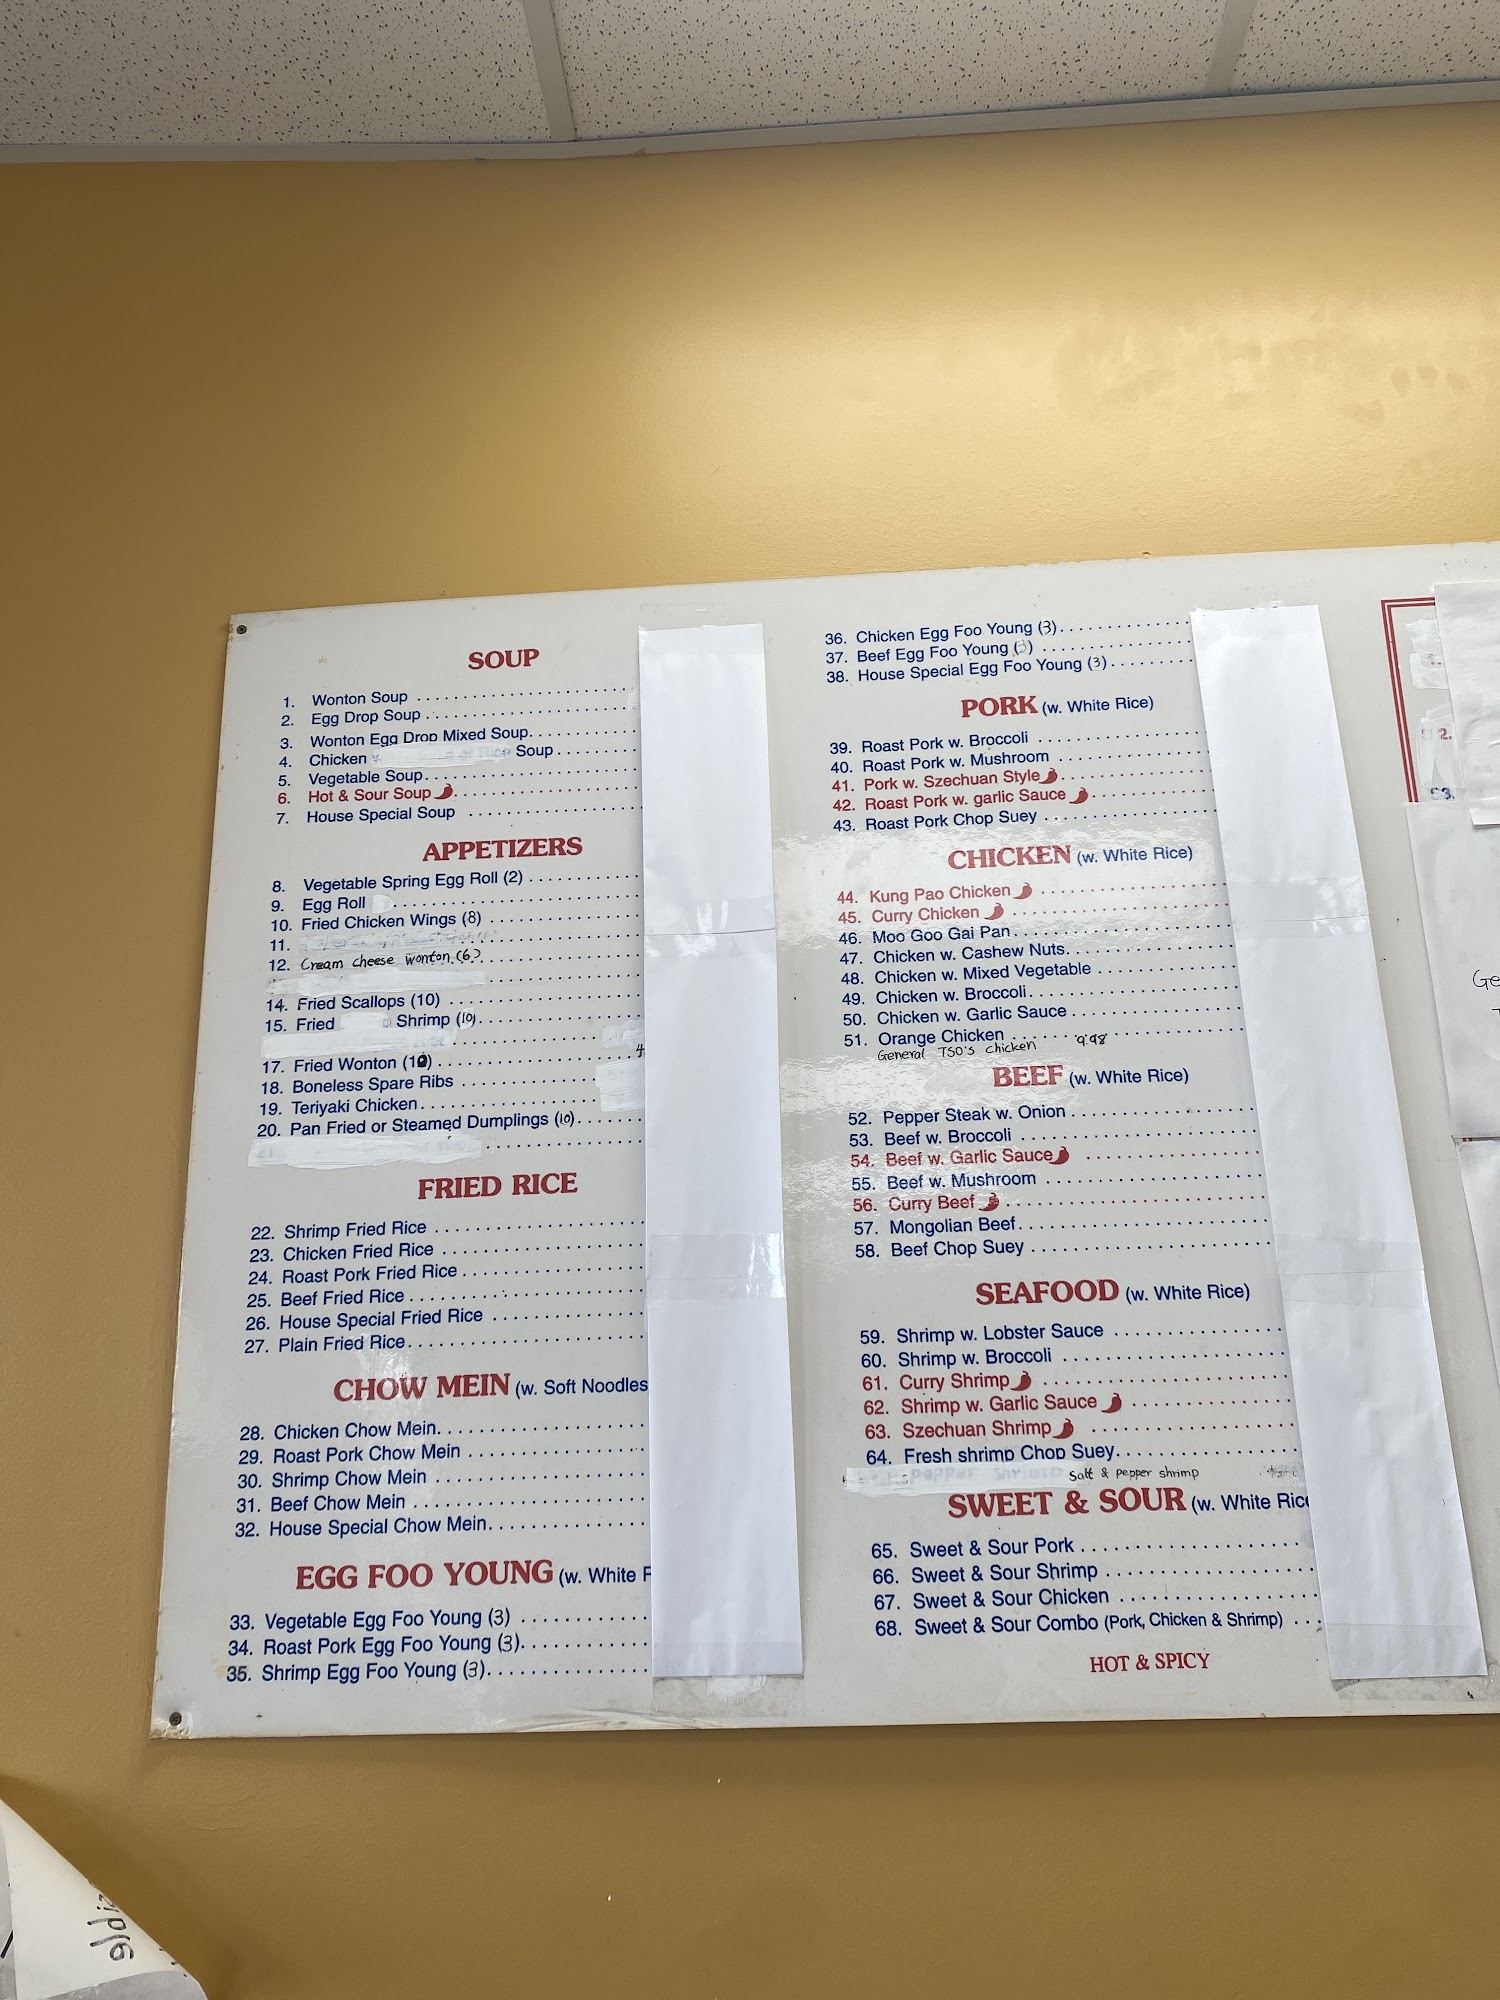 SOUP
1. Wonton Soup
2. Egg Drop Soup
3. Wonton Egg Drop Mixed Soup
4. Chicken Soup
5. Vegetable Soup
6. Hot & Sour Soup
7. House Special Soup
APPETIZERS
8. Vegetable Spring Egg Roll (2)
9. Egg Roll
10. Fried Chicken Wings (8)
11.
12. Cream cheese wonton (6)
14. Fried Scallops (10)
15. Fried Shrimp (10)
17. Fried Wonton (10)
18. Boneless Spare Ribs
19. Teriyaki Chicken
20. Pan Fried or Steamed Dumplings (10)
FRIED RICE
22. Shrimp Fried Rice
23. Chicken Fried Rice
24. Roast Pork Fried Rice
25. Beef Fried Rice
26. House Special Fried Rice
27. Plain Fried Rice
CHOW MEIN (w. Soft Noodles
28. Chicken Chow Mein
29. Roast Pork Chow Mein
30. Shrimp Chow Mein
31. Beef Chow Mein
32. House Special Chow Mein
EGG FOO YOUNG (w. White
33. Vegetable Egg Foo Young (3)
34. Roast Pork Egg Foo Young (3)
35. Shrimp Egg Foo Young (3)
36. Chicken Egg Foo Young (3)
37. Beef Egg Foo Young (3)
38. House Special Egg Foo Young (3)
PORK (w. White Rice)
39. Roast Pork w. Broccoli
40. Roast Pork w. Mushroom
41. Pork w. Szechuan Style
42. Roast Pork w. garlic Sauce
43. Roast Pork Chop Suey
CHICKEN (w. White Rice)
44. Kung Pao Chicken
45. Curry Chicken
46. Moo Goo Gai Pan
47. Chicken w. Cashew Nuts
48. Chicken w. Mixed Vegetable
49. Chicken w. Broccoli
50. Chicken w. Garlic Sauce
51. Orange Chicken
General TSO's chicken 9.98
BEEF (w. White Rice)
52. Pepper Steak w. Onion
53. Beef w. Broccoli
54. Beef w. Garlic Sauce
55. Beef w. Mushroom
56. Curry Beef
57. Mongolian Beef
58. Beef Chop Suey
SEAFOOD (w. White Rice)
59. Shrimp w. Lobster Sauce
60. Shrimp w. Broccoli
61. Curry Shrimp
62. Shrimp w. Garlic Sauce
63. Szechuan Shrimp
64. Fresh shrimp Chop Suey
salt & pepper shrimp
SWEET & SOUR (w. White Rice
65. Sweet & Sour Pork
66. Sweet & Sour Shrimp
67. Sweet & Sour Chicken
68. Sweet & Sour Combo (Pork, Chicken & Shrimp)
HOT & SPICY